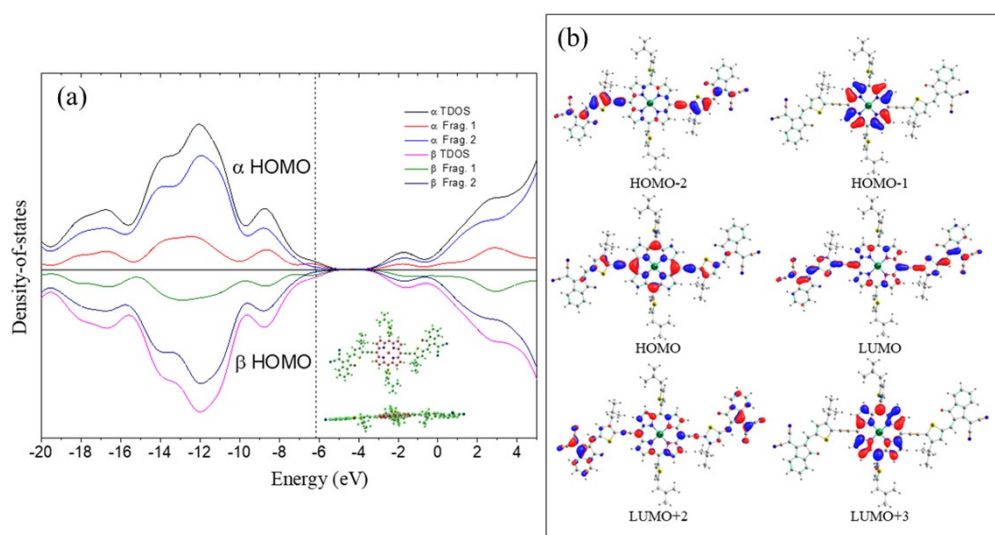 (a)
α TDOS
α Frag. 1
α Frag. 2
β TDOS
β Frag. 1
β Frag. 2
α HOMO
β HOMO
Density-of-states
-20 -18 -16 -14 -12 -10 -8 -6 -4 -2 0 2 4
Energy (eV)
(b)
HOMO-2 HOMO-1
HOMO LUMO
LUMO+2 LUMO+3